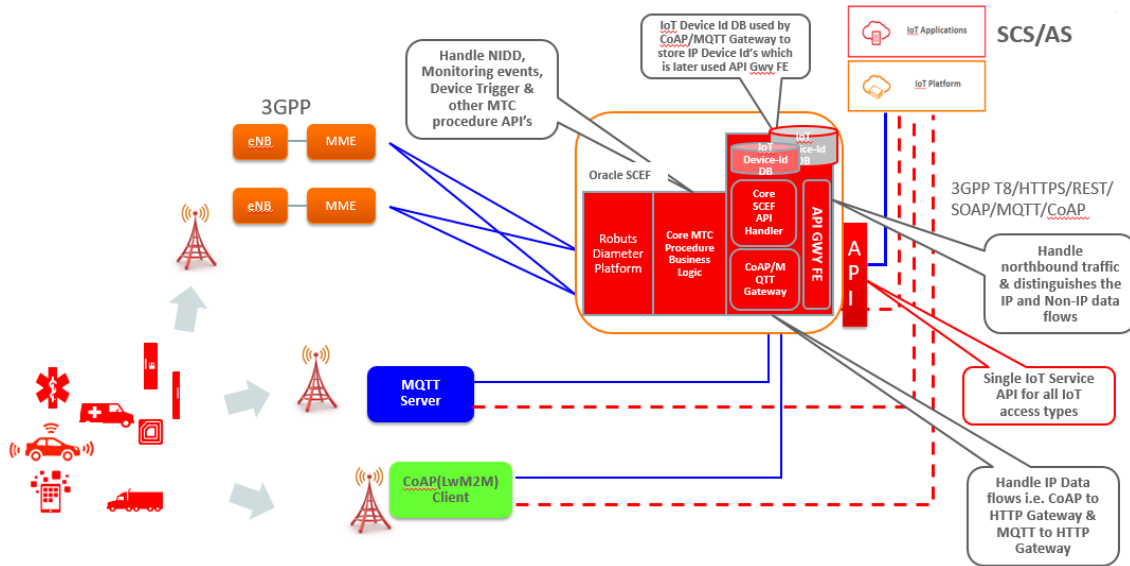 IoT Device Id DB used by
CoAP/MQTT Gateway to
store IP Device Id's which
is later used API Gwy FE
IoT Applications
SCS/AS
IoT Platform
Handle NIDD,
Monitoring events,
Device Trigger &
other MTC
procedure API's
3GPP
eNB
MME
eNB
MME
Oracle SCEF
IoT
Device-Id
DB
IoT
Device-Id
DB
Robuts
Diameter
Platform
Core MTC
Procedure
Business
Logic
Core
SCEF
API
Handler
CoAP/M
QTT
Gateway
API GWY FE
API
3GPP T8/HTTPS/REST/
SOAP/MQTT/CoAP
Handle
northbound traffic
& distinguishes the
IP and Non-IP data
flows
Single IoT Service
API for all IoT
access types
MQTT
Server
CoAP(LwM2M)
Client
Handle IP Data
flows i.e. CoAP to
HTTP Gateway &
MQTT to HTTP
Gateway